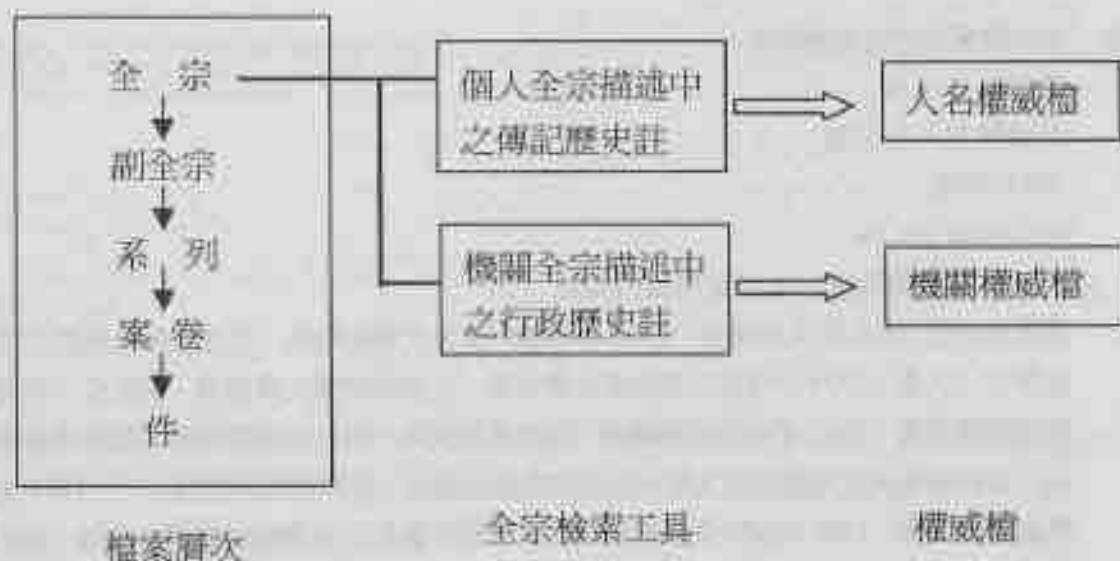 全 宗
副全宗
系 列
案 卷
件
個人全宗描述中
之傳記歷史註
機關全宗描述中
之行政歷史註
人名權威檔
機關權威檔
檔案層次
全宗檢索工具
權威檔